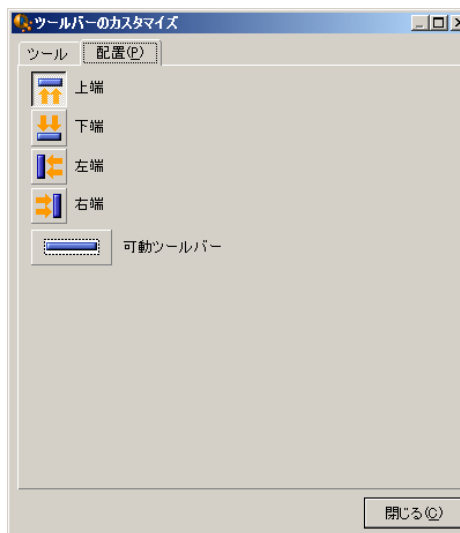 ツールバーのカスタマイズ
ツール 配置(P)
上端
下端
左端
右端
可動ツールバー
閉じる(C)